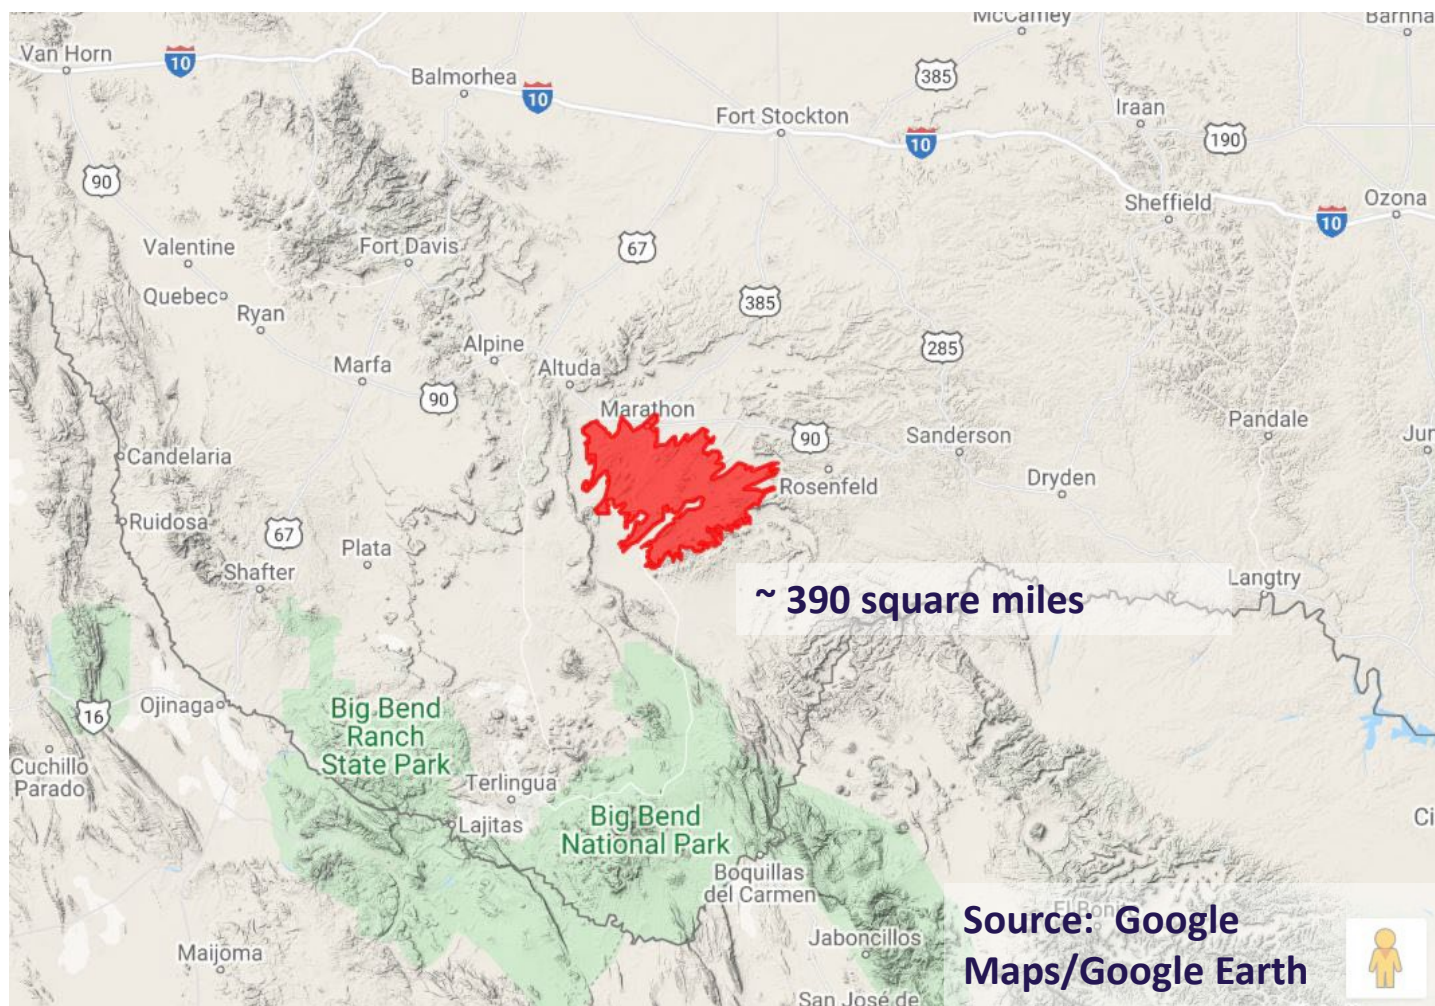 McCamey
Barnha
Van Horn
10
Balmorhea
10
385
Fort Stockton
Iraan
10
190
90
Sheffield
Ozona
10
Valentine
Fort Davis
67
Quebec
Ryan
385
285
Alpine
Altuda
Marfa
90
Marathon
90
Sanderson
Pandale
Jun
Candelaria
Rosenfeld
Dryden
Ruidosa
67
Plata
Shafter
Langtry
~ 390 square miles
Ojinaga
16
Big Bend
Ranch
State Park
Cuchillo
Parado
Terlingua
Lajitas
Big Bend
National Park
Ci
Boquillas
del Carmen
Source: Google
Maps/Google Earth
Jaboncillos
Maijoma
San José de